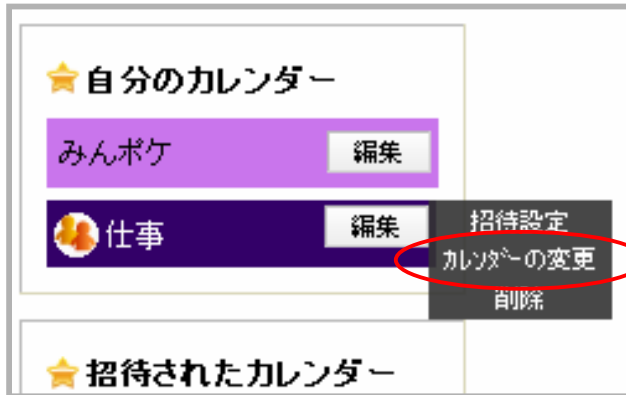 自分のカレンダー
みんポケ 編集
仕事 編集
招待設定
ｶﾚﾝﾀﾞｰの変更
削除
招待されたカレンダー